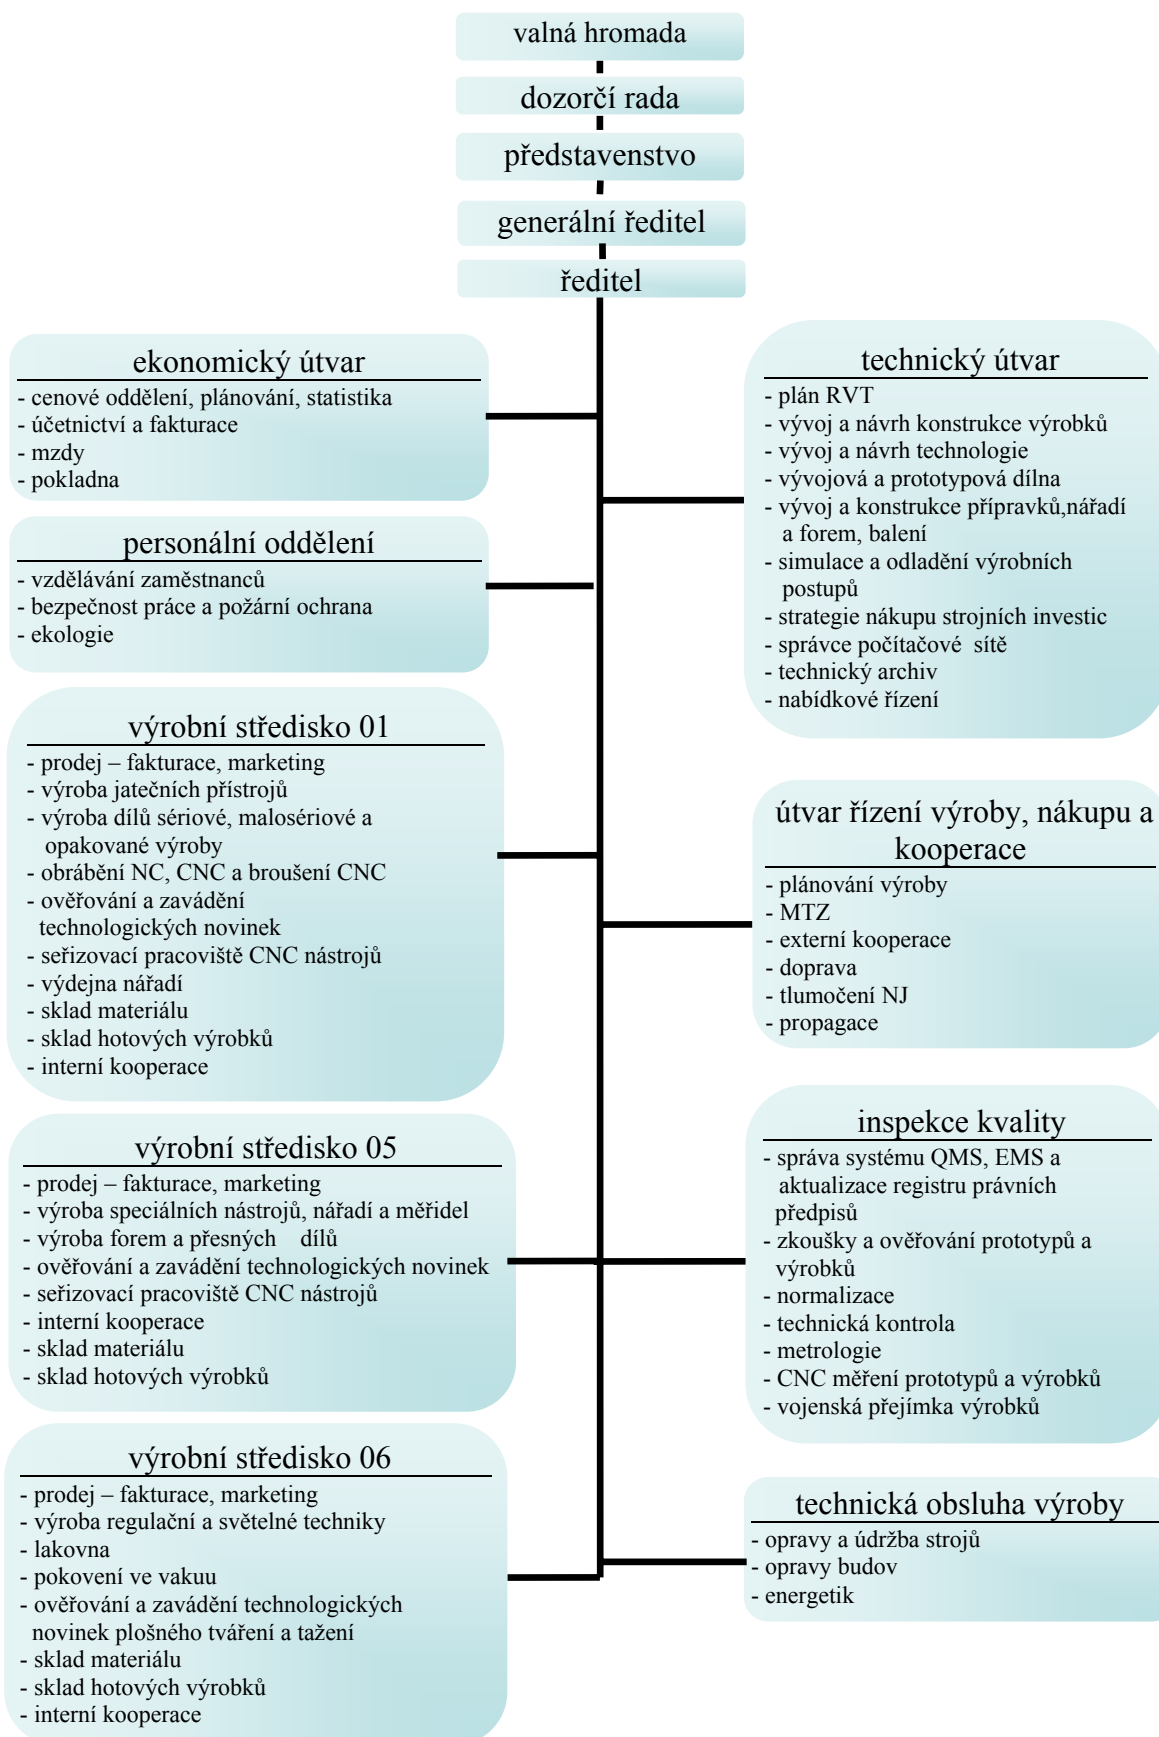 valná hromada
dozorčí rada
představenstvo
generální ředitel
ředitel
ekonomický útvar
- cenové oddělení, plánování, statistika
- účetnictví a fakturace
- mzdy
- pokladna
personální oddělení
- vzdělávání zaměstnanců
- bezpečnost práce a požární ochrana
- ekologie
výrobní středisko 01
- prodej – fakturace, marketing
- výroba jatečních přístrojů
- výroba dílů sériové, malosériové a
opakované výroby
- obrábění NC, CNC a broušení CNC
- ověřování a zavádění
technologických novinek
- seřizovací pracoviště CNC nástrojů
- výdejna nářadí
- sklad materiálu
- sklad hotových výrobků
- interní kooperace
výrobní středisko 05
- prodej – fakturace, marketing
- výroba speciálních nástrojů, nářadí a měřidel
- výroba forem a přesných dílů
- ověřování a zavádění technologických novinek
- seřizovací pracoviště CNC nástrojů
- interní kooperace
- sklad materiálu
- sklad hotových výrobků
výrobní středisko 06
- prodej – fakturace, marketing
- výroba regulační a světelné techniky
- lakovna
- pokovení ve vakuu
- ověřování a zavádění technologických
novinek plošného tváření a tažení
- sklad materiálu
- sklad hotových výrobků
- interní kooperace
technický útvar
- plán RVT
- vývoj a návrh konstrukce výrobků
- vývoj a návrh technologie
- vývojová a prototypová dílna
- vývoj a konstrukce přípravků,nářadí
a forem, balení
- simulace a odladění výrobních
postupů
- strategie nákupu strojních investic
- správce počítačové sítě
- technický archiv
- nabídkové řízení
útvar řízení výroby, nákupu a
kooperace
- plánování výroby
- MTZ
- externí kooperace
- doprava
- tlumočení NJ
- propagace
inspekce kvality
- správa systému QMS, EMS a
aktualizace registru právních
předpisů
- zkoušky a ověřování prototypů a
výrobků
- normalizace
- technická kontrola
- metrologie
- CNC měření prototypů a výrobků
- vojenská přejímka výrobků
technická obsluha výroby
- opravy a údržba strojů
- opravy budov
- energetik